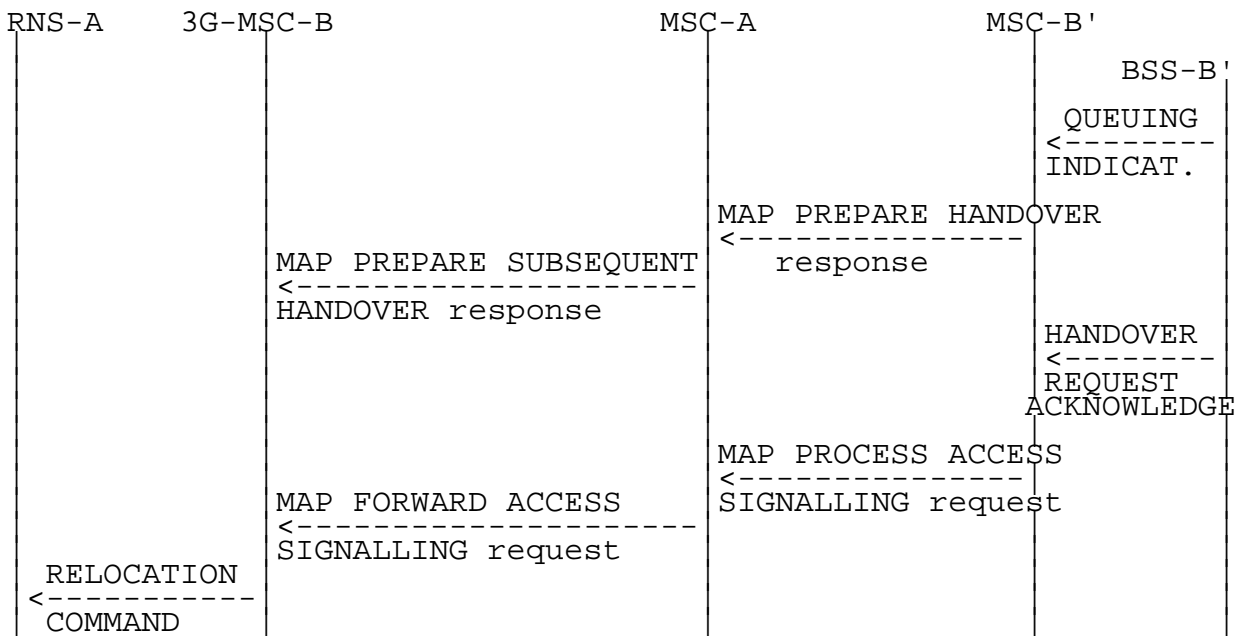 RNS-A 3G-MSC-B MSC-A MSC-B'
BSS-B'
QUEUING
<--------
INDICAT.
MAP PREPARE HANDOVER
<---------------
MAP PREPARE SUBSEQUENT response
<---------------------
HANDOVER response
HANDOVER
<--------
REQUEST
ACKNOWLEDGE
MAP PROCESS ACCESS
<---------------
MAP FORWARD ACCESS SIGNALLING request
<---------------------
SIGNALLING request
RELOCATION
<-----------
COMMAND